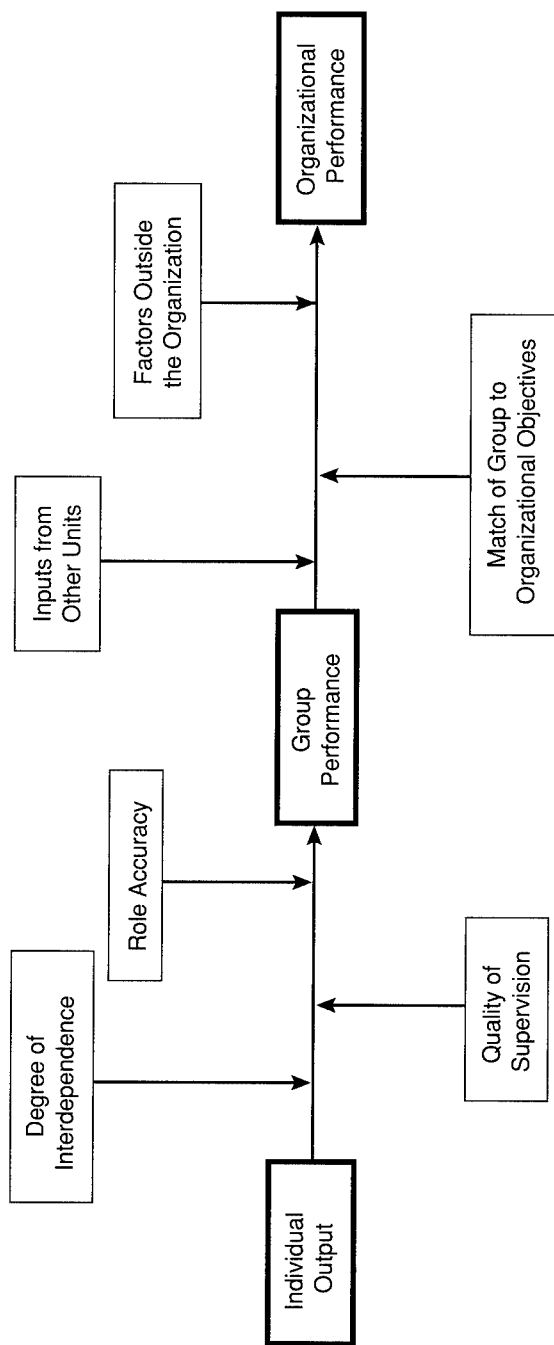 Degree of
Interdependence
Role Accuracy
Inputs from
Other Units
Factors Outside
the Organization
Individual
Output
Group
Performance
Organizational
Performance
Quality of
Supervision
Match of Group to
Organizational Objectives